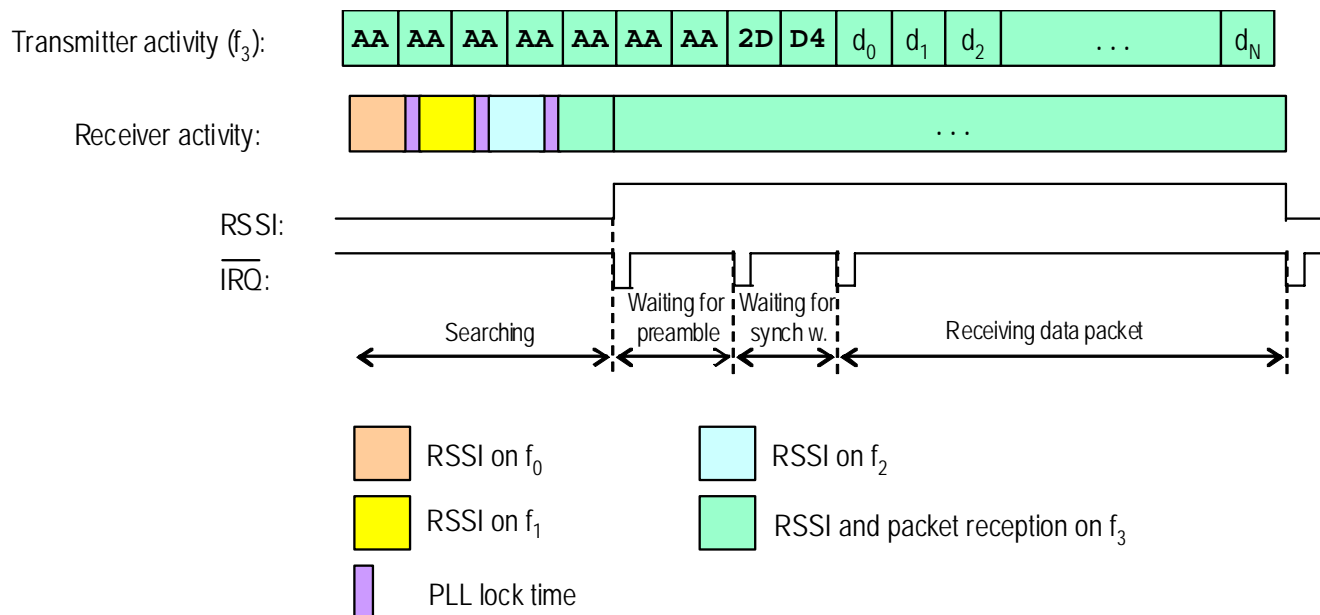 Transmitter activity (f3): AA AA AA AA AA AA AA 2D D4 d0 d1 d2 ... dN
Receiver activity: ...
RSSI:
IRQ:
Waiting for preamble
Waiting for synch w.
Searching
Receiving data packet
RSSI on f0
RSSI on f2
RSSI on f1
RSSI and packet reception on f3
PLL lock time